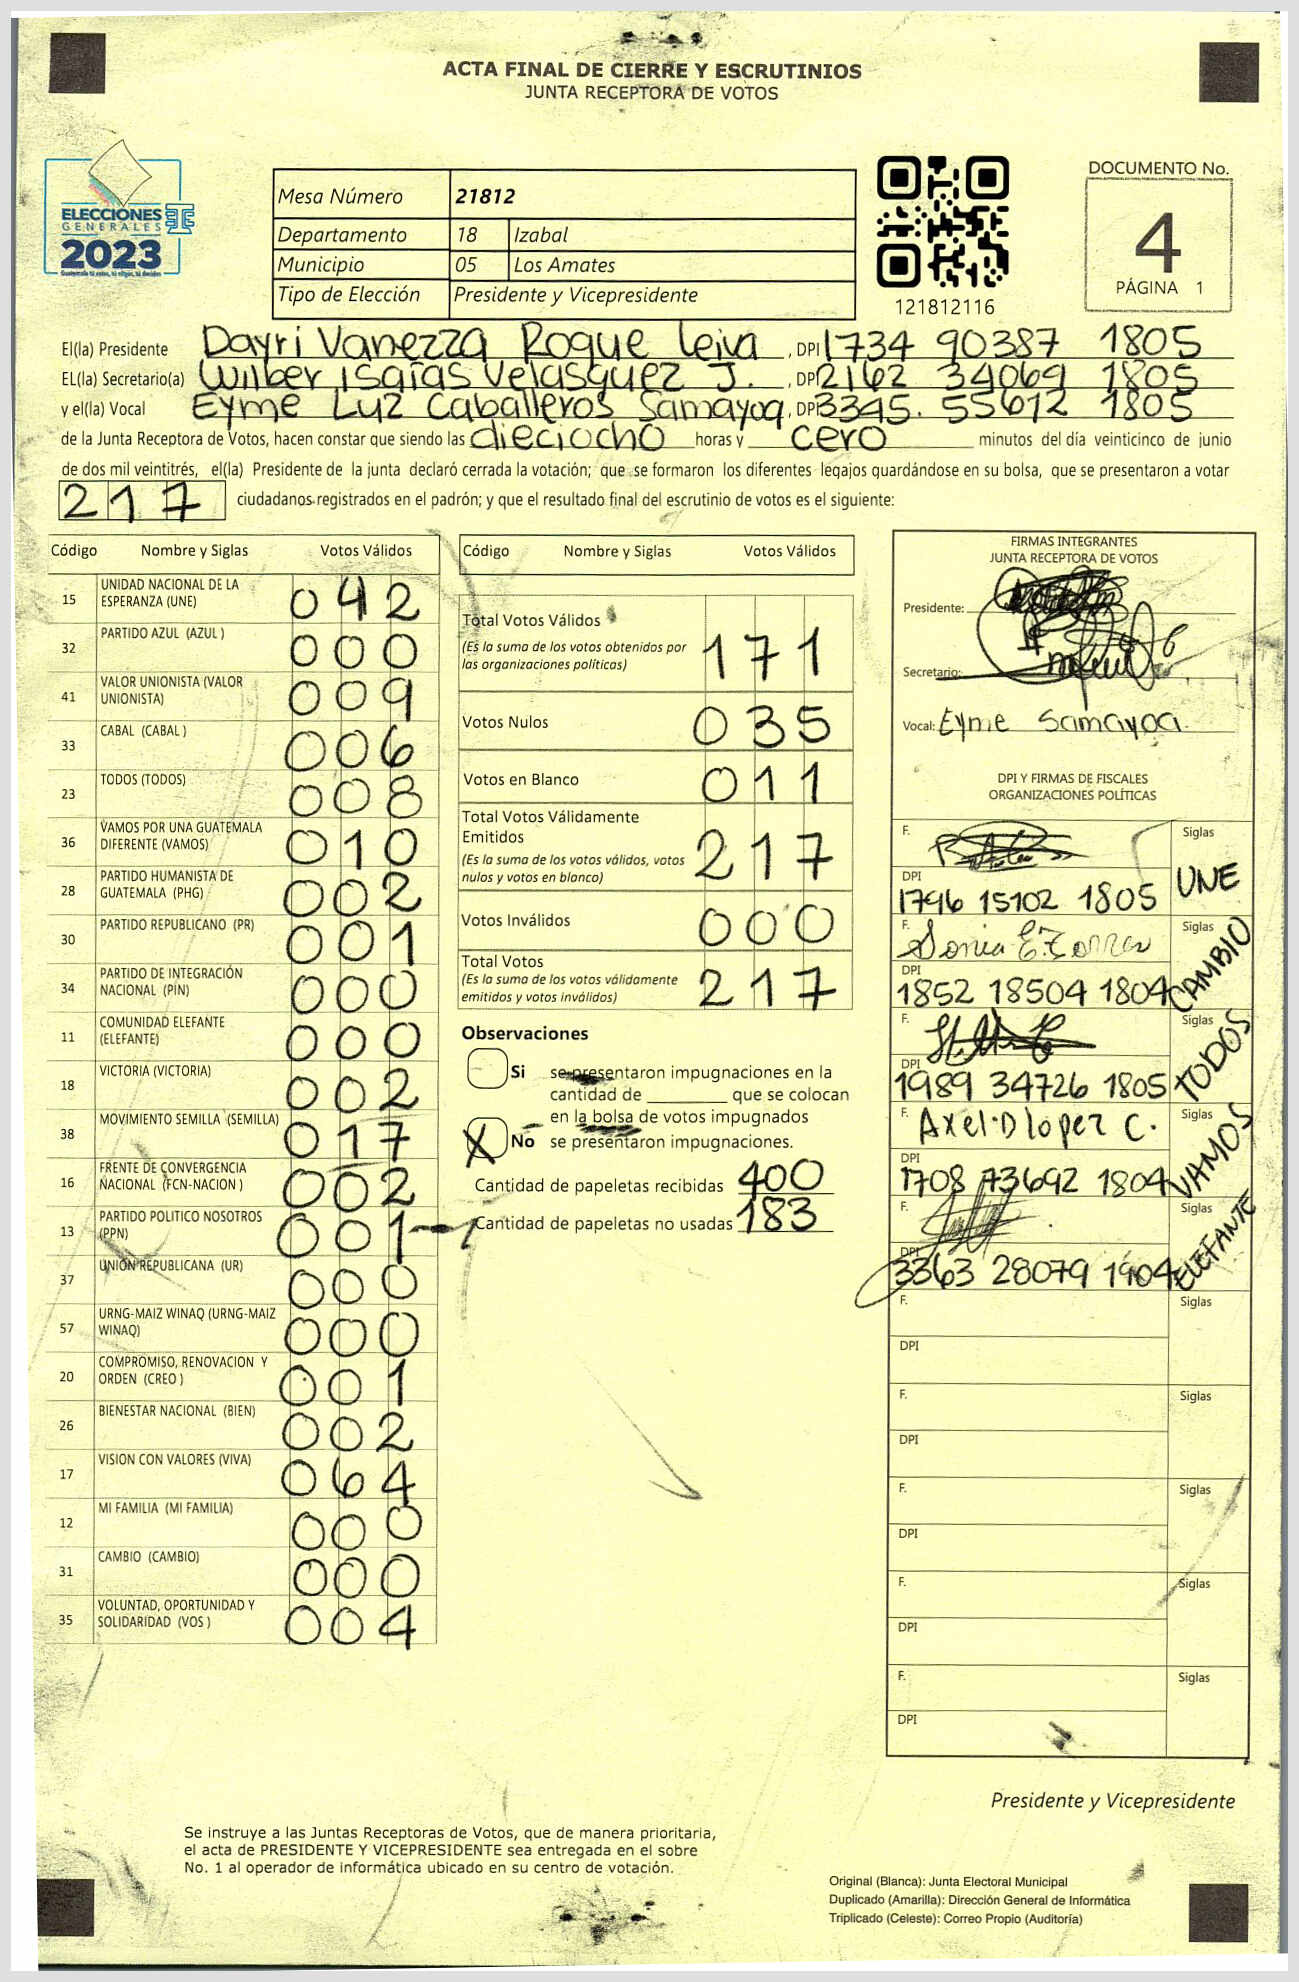 ACTA FINAL DE CIERRE Y ESCRUTINIOS
JUNTA RECEPTORA DE VOTOS
ELECCIONES
GENERALES
2023
Mesa Número 21812
Departamento 18 Izabal
Municipio 05 Los Amates
Tipo de Elección Presidente y Vicepresidente
121812116
DOCUMENTO No.
4
PÁGINA 1
El(la) Presidente Dayri Vanezza Roque Leiva , DPI 1734 90387 1805
EL(la) Secretario(a) Wilber isaías Velasquez J. , DPI 2162 34069 1805
y el(la) Vocal Eyme Luz Caballeros Samayoa , DPI 3345. 55612 1805
de la Junta Receptora de Votos, hacen constar que siendo las dieciocho horas y cero minutos del día veinticinco de junio
de dos mil veintitrés, el(la) Presidente de la junta declaró cerrada la votación; que se formaron los diferentes legajos guardándose en su bolsa, que se presentaron a votar
217 ciudadanos registrados en el padrón; y que el resultado final del escrutinio de votos es el siguiente:
Código Nombre y Siglas Votos Válidos
15 UNIDAD NACIONAL DE LA ESPERANZA (UNE) 042
32 PARTIDO AZUL (AZUL ) 000
41 VALOR UNIONISTA (VALOR UNIONISTA) 009
33 CABAL (CABAL ) 006
23 TODOS (TODOS) 008
36 VAMOS POR UNA GUATEMALA DIFERENTE (VAMOS) 010
28 PARTIDO HUMANISTA DE GUATEMALA (PHG) 002
30 PARTIDO REPUBLICANO (PR) 001
34 PARTIDO DE INTEGRACIÓN NACIONAL (PIN) 000
11 COMUNIDAD ELEFANTE (ELEFANTE) 000
18 VICTORIA (VICTORIA) 002
38 MOVIMIENTO SEMILLA (SEMILLA) 017
16 FRENTE DE CONVERGENCIA NACIONAL (FCN-NACION ) 002
13 PARTIDO POLITICO NOSOTROS (PPN) 001
37 UNION REPUBLICANA (UR) 000
57 URNG-MAIZ WINAQ (URNG-MAIZ WINAQ) 000
20 COMPROMISO, RENOVACION Y ORDEN (CREO ) 001
26 BIENESTAR NACIONAL (BIEN) 002
17 VISION CON VALORES (VIVA) 064
12 MI FAMILIA (MI FAMILIA) 000
31 CAMBIO (CAMBIO) 000
35 VOLUNTAD, OPORTUNIDAD Y SOLIDARIDAD (VOS ) 004
Código Nombre y Siglas Votos Válidos
Total Votos Válidos 171
(Es la suma de los votos obtenidos por
las organizaciones políticas)
Votos Nulos 035
Votos en Blanco 011
Total Votos Válidamente
Emitidos 217
(Es la suma de los votos válidos, votos
nulos y votos en blanco)
Votos Inválidos 000
Total Votos 217
(Es la suma de los votos válidamente
emitidos y votos inválidos)
Observaciones
Si se presentaron impugnaciones en la
cantidad de ________ que se colocan
en la bolsa de votos impugnados
X No se presentaron impugnaciones.
Cantidad de papeletas recibidas 400
Cantidad de papeletas no usadas 183
FIRMAS INTEGRANTES
JUNTA RECEPTORA DE VOTOS
Presidente:
Secretario:
Vocal: Eyme Samayoa.
DPI Y FIRMAS DE FISCALES
ORGANIZACIONES POLÍTICAS
F. Siglas
DPI 1796 15102 1805 UNE
F. Sonia E. Torres Siglas
DPI 1852 18504 1804 CAMBIO
F. Siglas
DPI 1989 34726 1805 TODOS
F. Axel D lopez C. Siglas
DPI 1708 73692 1804 VAMOS
F. Siglas
DPI 3363 28079 1904 ELEFANTE
F. Siglas
DPI
F. Siglas
DPI
F. Siglas
DPI
F. Siglas
DPI
F. Siglas
DPI
Presidente y Vicepresidente
Se instruye a las Juntas Receptoras de Votos, que de manera prioritaria,
el acta de PRESIDENTE Y VICEPRESIDENTE sea entregada en el sobre
No. 1 al operador de informática ubicado en su centro de votación.
Original (Blanca): Junta Electoral Municipal
Duplicado (Amarilla): Dirección General de Informática
Triplicado (Celeste): Correo Propio (Auditoría)